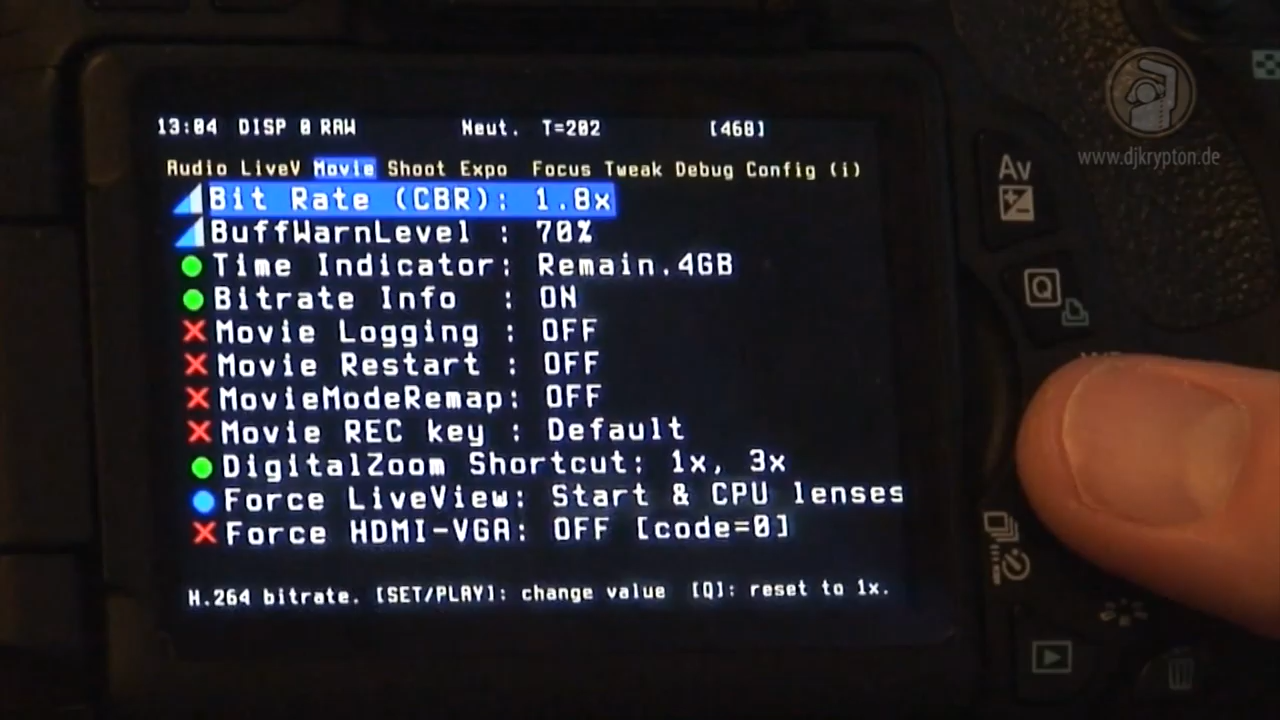 13:04 DISP 0 RAW Neut. T=202 [460]
Audio LiveV Movie Shoot Expo Focus Tweak Debug Config (i)
Bit Rate (CBR): 1.8x
BuffWarnLevel : 70%
Time Indicator: Remain.4GB
Bitrate Info : ON
Movie Logging : OFF
Movie Restart : OFF
MovieModeRemap: OFF
Movie REC key : Default
DigitalZoom Shortcut: 1x, 3x
Force LiveView: Start & CPU lenses
Force HDMI-VGA: OFF [code=0]
H.264 bitrate. [SET/PLAY]: change value [Q]: reset to 1x.
www.djkrypton.de
Av
Q